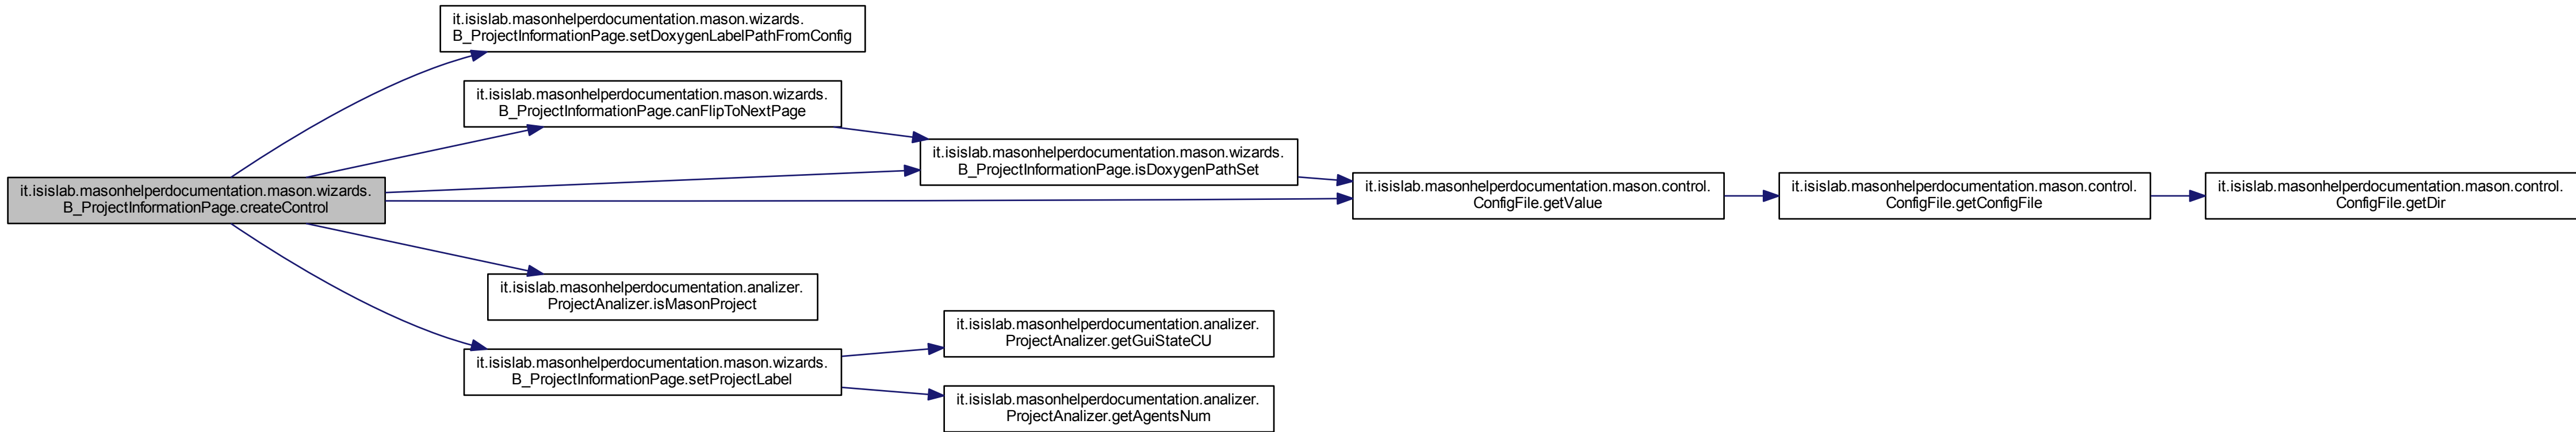 it.isislab.masonhelperdocumentation.mason.wizards.
B_ProjectInformationPage.createControl
it.isislab.masonhelperdocumentation.mason.wizards.
B_ProjectInformationPage.setDoxygenLabelPathFromConfig
it.isislab.masonhelperdocumentation.mason.wizards.
B_ProjectInformationPage.canFlipToNextPage
it.isislab.masonhelperdocumentation.mason.wizards.
B_ProjectInformationPage.isDoxygenPathSet
it.isislab.masonhelperdocumentation.mason.control.
ConfigFile.getValue
it.isislab.masonhelperdocumentation.mason.control.
ConfigFile.getConfigFile
it.isislab.masonhelperdocumentation.mason.control.
ConfigFile.getDir
it.isislab.masonhelperdocumentation.analizer.
ProjectAnalizer.isMasonProject
it.isislab.masonhelperdocumentation.mason.wizards.
B_ProjectInformationPage.setProjectLabel
it.isislab.masonhelperdocumentation.analizer.
ProjectAnalizer.getGuiStateCU
it.isislab.masonhelperdocumentation.analizer.
ProjectAnalizer.getAgentsNum